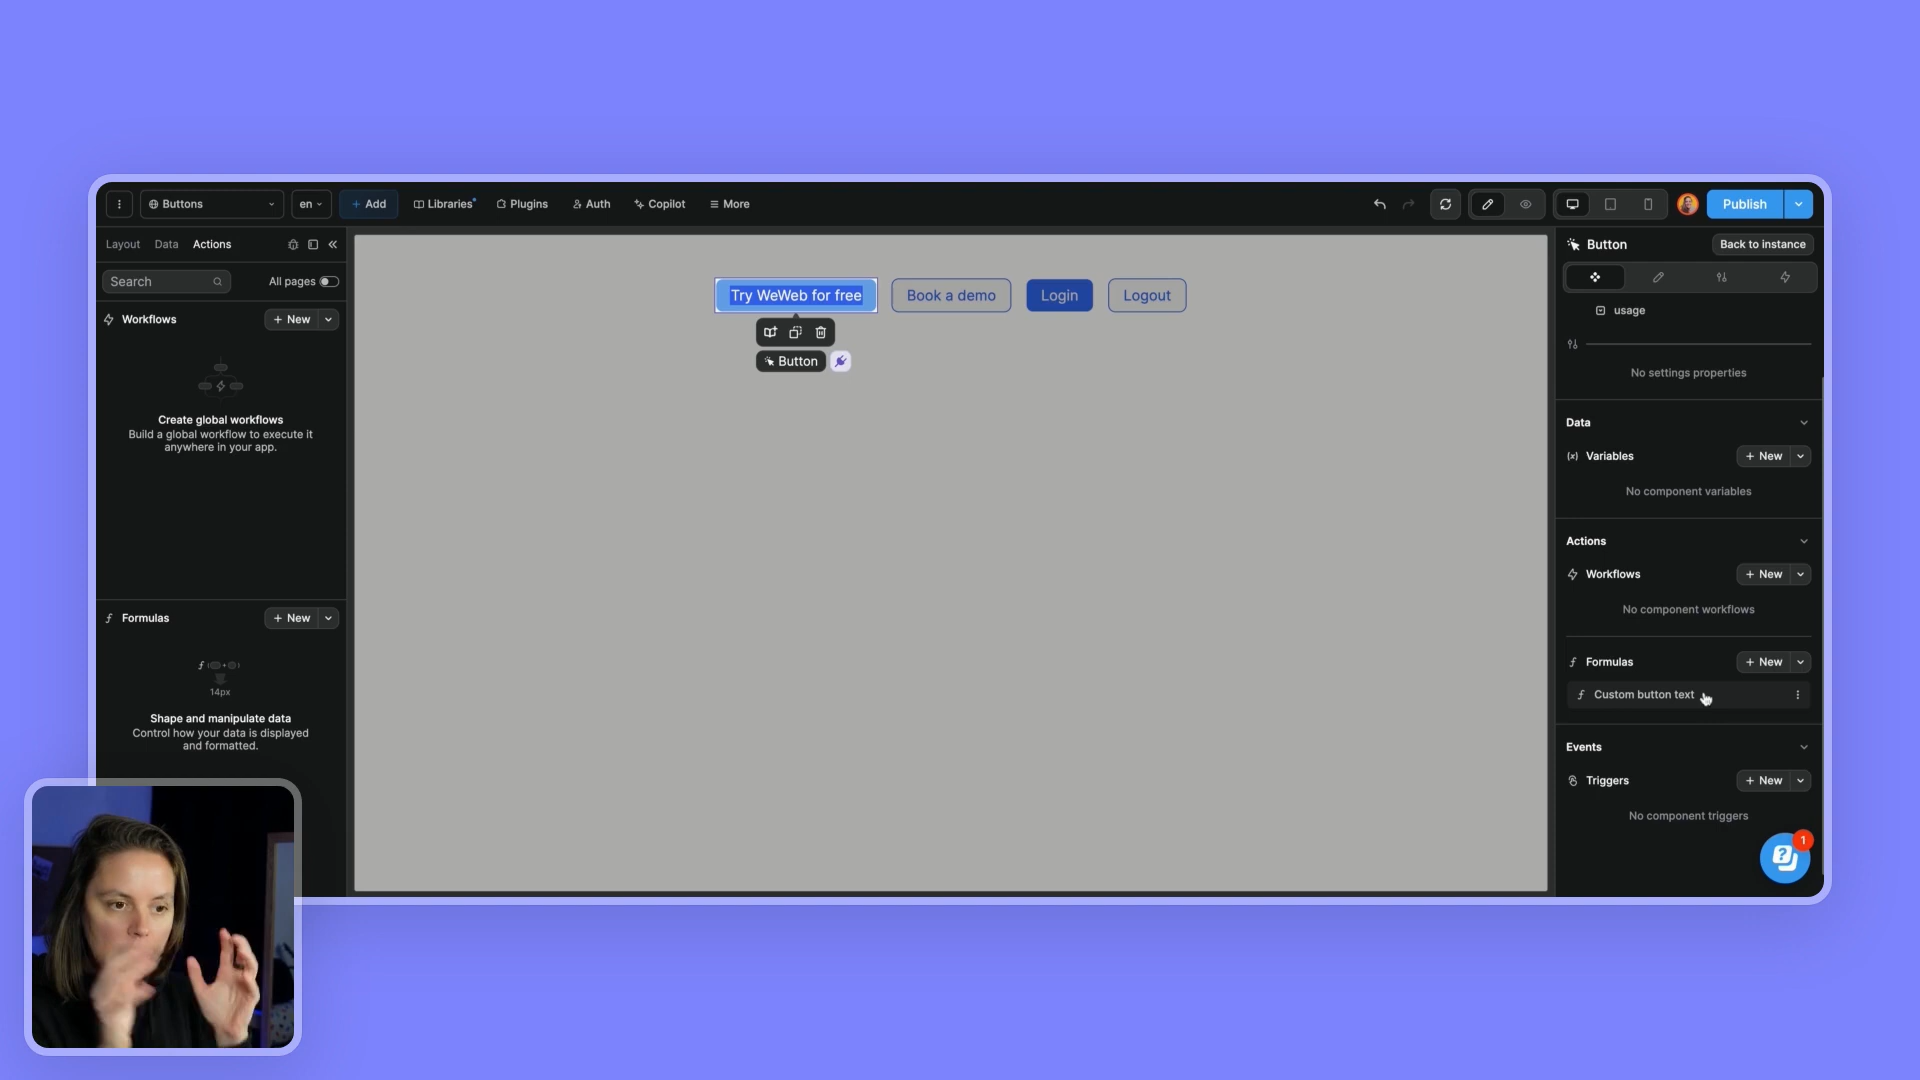 Buttons
en
+ Add
Libraries
Plugins
Auth
Copilot
More
Publish
Layout
Data
Actions
Search
All pages
Workflows
+ New
Create global workflows
Build a global workflow to execute it
anywhere in your app.
Formulas
+ New
14px
Shape and manipulate data
Control how your data is displayed
and formatted.
Try WeWeb for free
Book a demo
Login
Logout
Button
Button
Back to instance
usage
No settings properties
Data
(x) Variables
+ New
No component variables
Actions
Workflows
+ New
No component workflows
Formulas
+ New
Custom button text
Events
Triggers
+ New
No component triggers
?
1